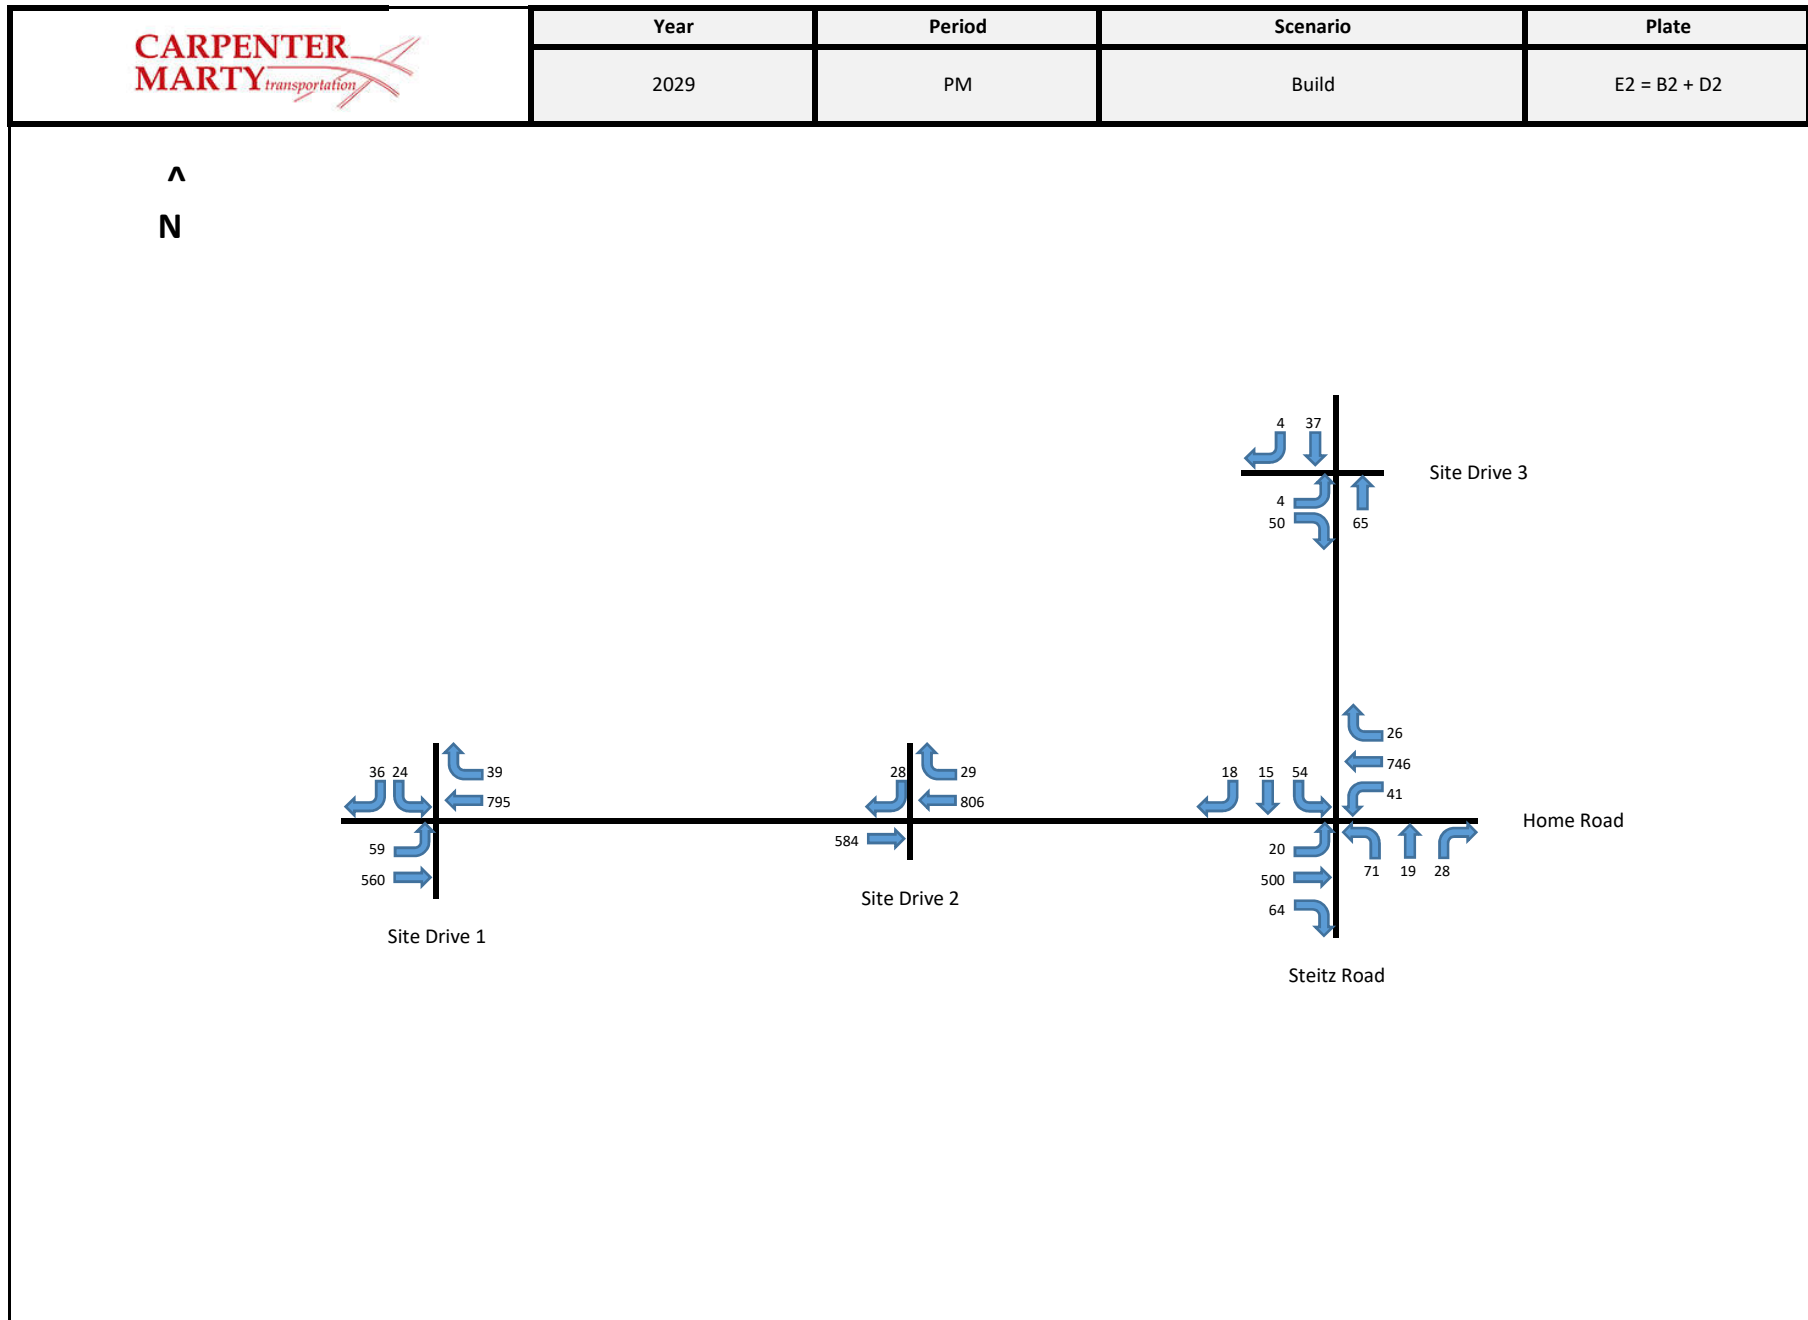 CARPENTER
MARTY transportation
Year Period Scenario Plate
2029 PM Build E2 = B2 + D2
^
N
4 37
Site Drive 3
4
50 65
26
36 24 39 28 29 18 15 54 746
795 806 41
Home Road
59 584 20
560 500 71 19 28
Site Drive 2 64
Site Drive 1
Steitz Road